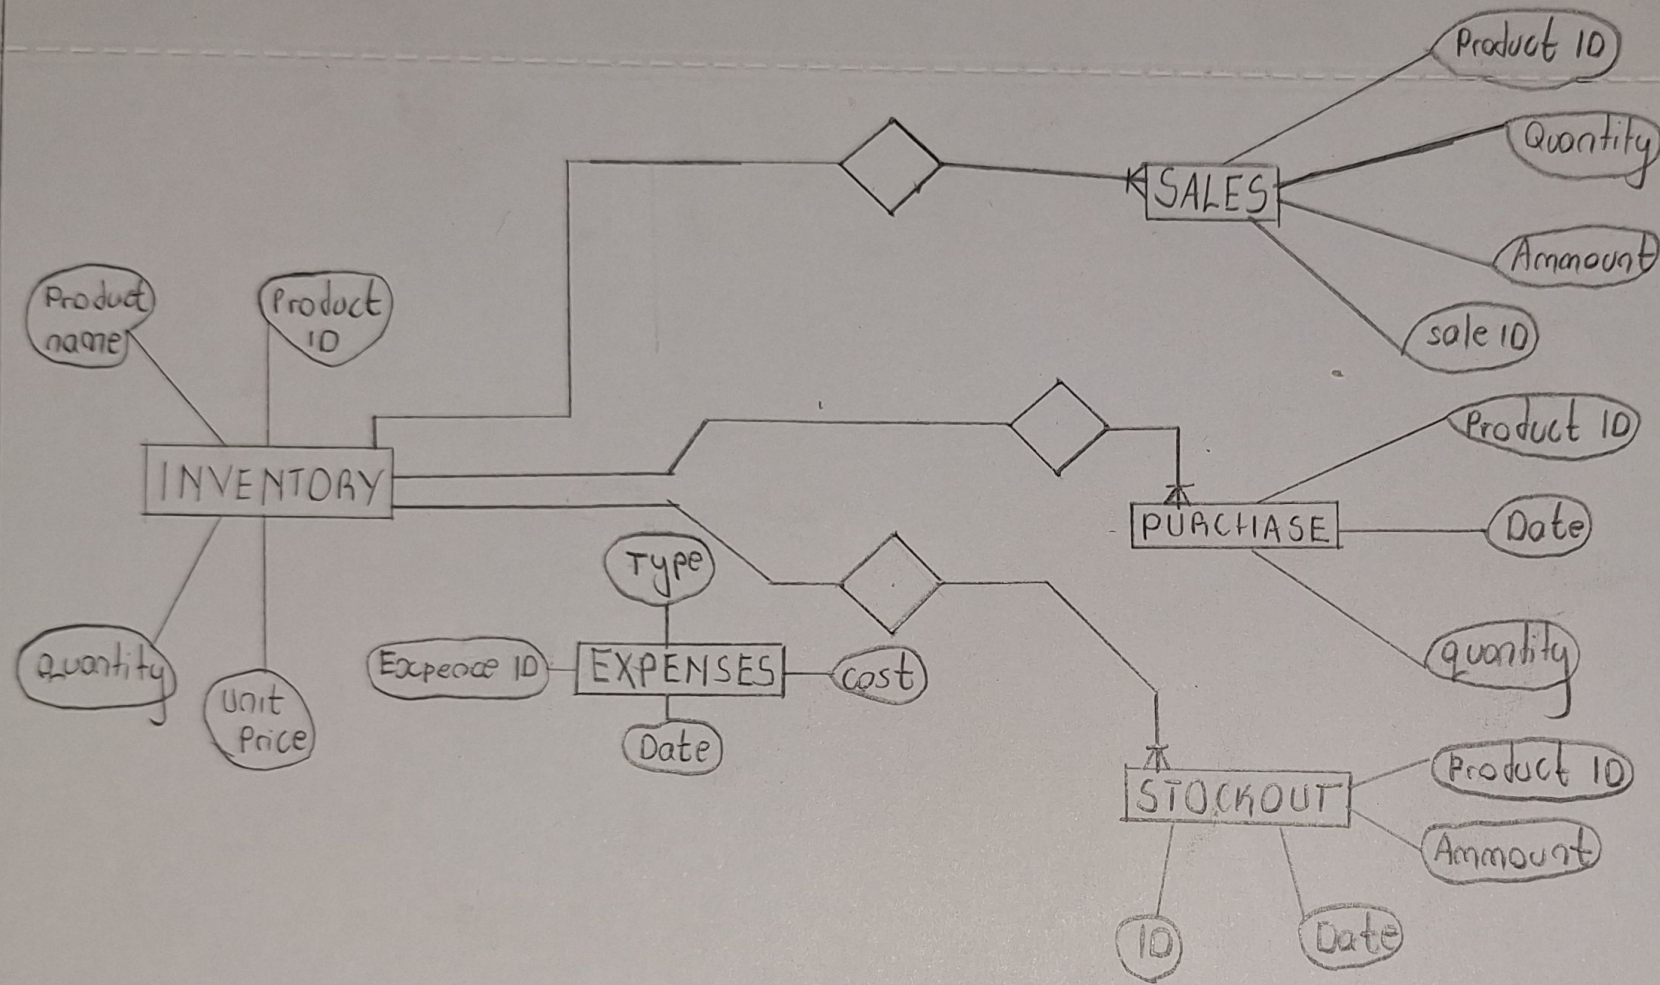 Product ID
Quantity
SALES
Ammount
sale ID
Product
name
Product
ID
Product ID
INVENTORY
PURCHASE
Date
Type
quantity
Quantity
Expence ID
EXPENSES
cost
Unit
Price
Date
Product ID
STOCKOUT
Ammount
ID
Date